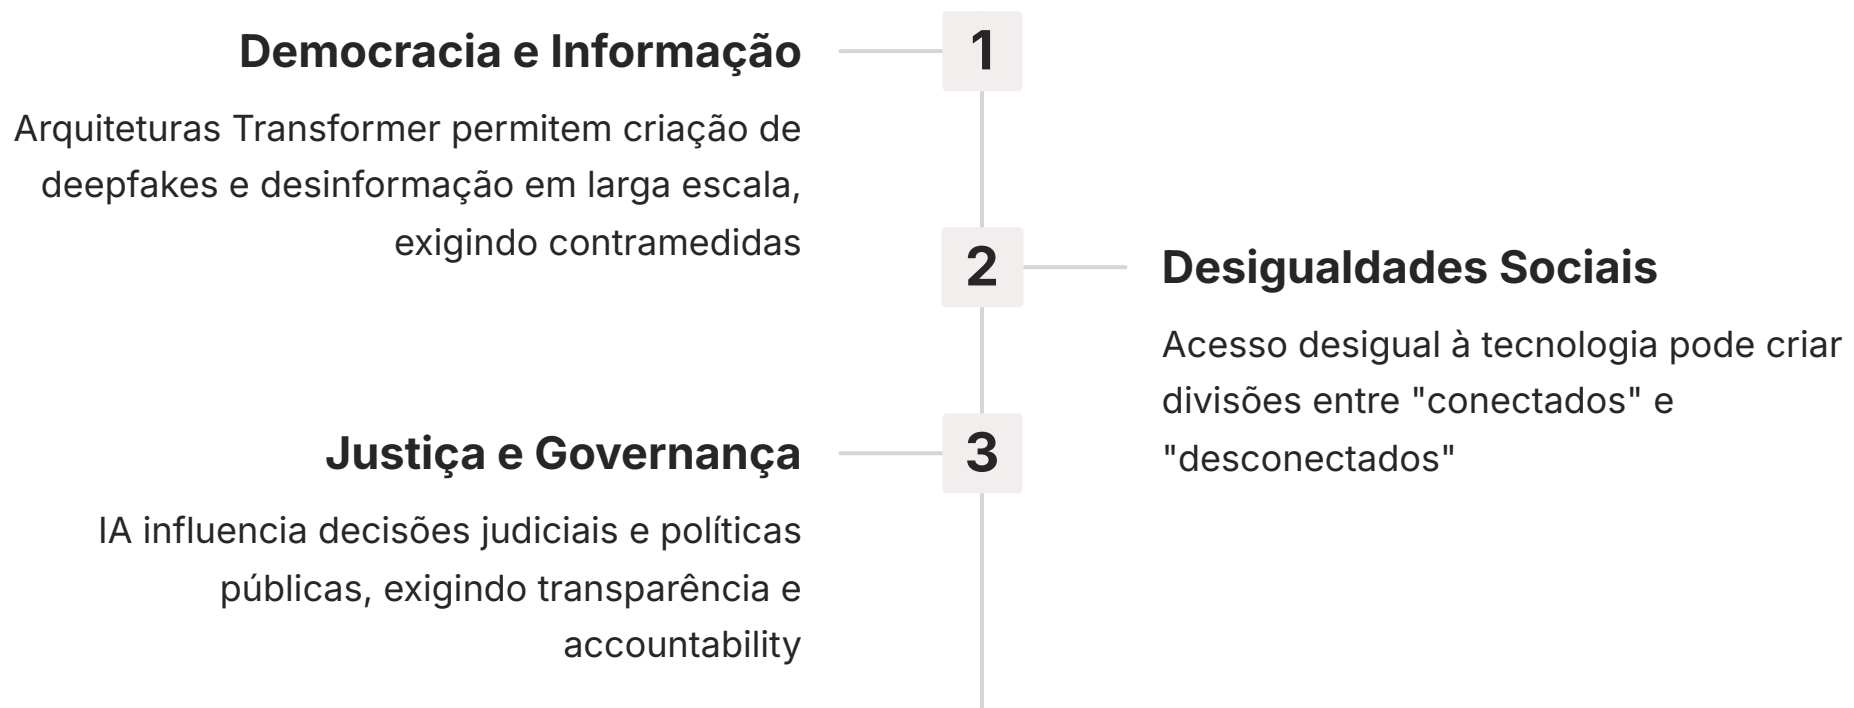 1
Democracia e Informação
Arquiteturas Transformer permitem criação de
deepfakes e desinformação em larga escala,
exigindo contramedidas
2
Desigualdades Sociais
Acesso desigual à tecnologia pode criar
divisões entre "conectados" e
"desconectados"
3
Justiça e Governança
IA influencia decisões judiciais e políticas
públicas, exigindo transparência e
accountability